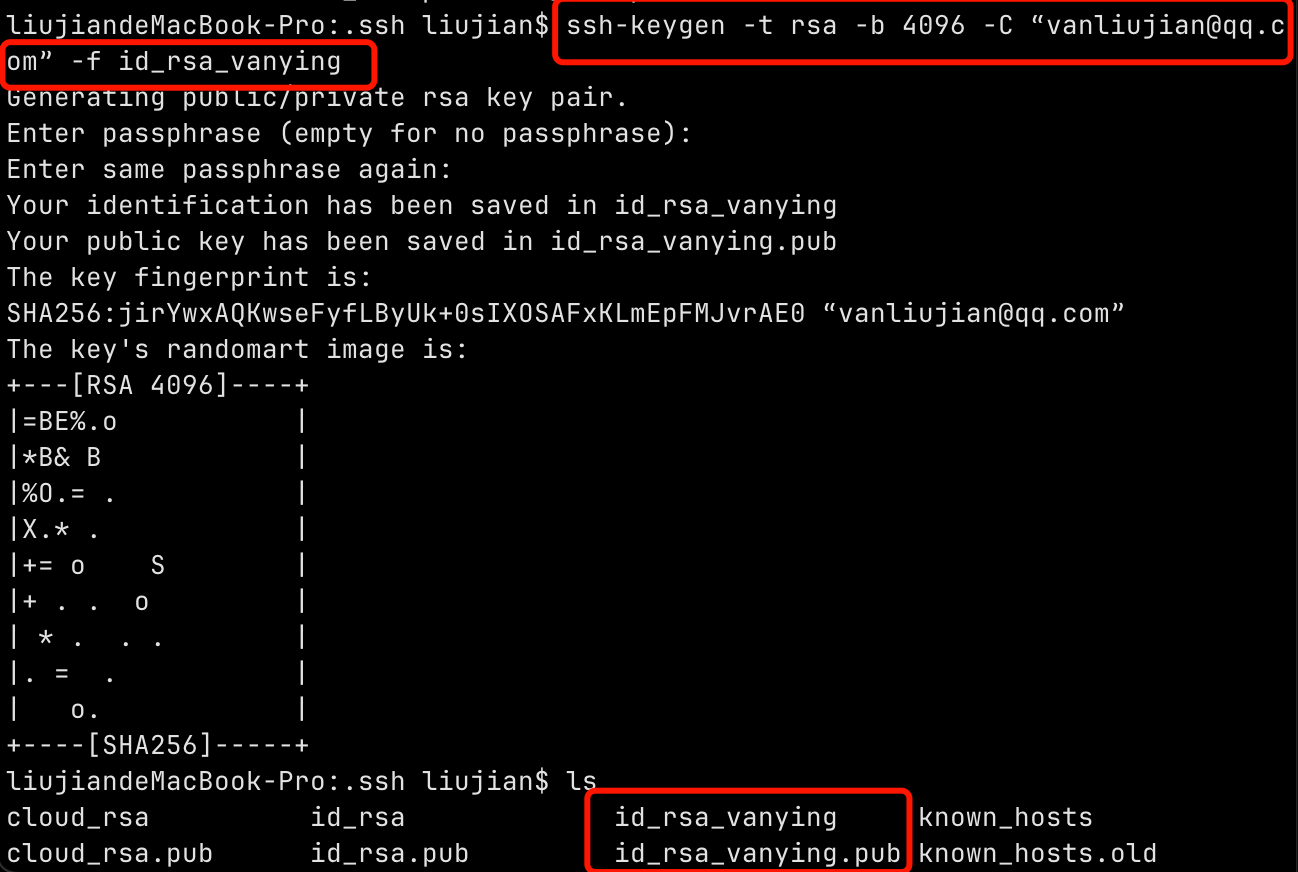 liujiandeMacBook-Pro:.ssh liujian$ ssh-keygen -t rsa -b 4096 -C “vanliujian@qq.c
om” -f id_rsa_vanying
Generating public/private rsa key pair.
Enter passphrase (empty for no passphrase):
Enter same passphrase again:
Your identification has been saved in id_rsa_vanying
Your public key has been saved in id_rsa_vanying.pub
The key fingerprint is:
SHA256:jirYwxAQKwseFyfLByUk+0sIXOSAFxKLmEpFMJvrAE0 “vanliujian@qq.com”
The key's randomart image is:
+---[RSA 4096]----+
|=BE%.o           |
|*B& B            |
|%O.= .           |
|X.* .            |
|+= o    S        |
|+ . .  o         |
| * .  . .        |
|. =  .           |
|   o.            |
+----[SHA256]-----+
liujiandeMacBook-Pro:.ssh liujian$ ls
cloud_rsa          id_rsa             id_rsa_vanying     known_hosts
cloud_rsa.pub      id_rsa.pub         id_rsa_vanying.pub known_hosts.old